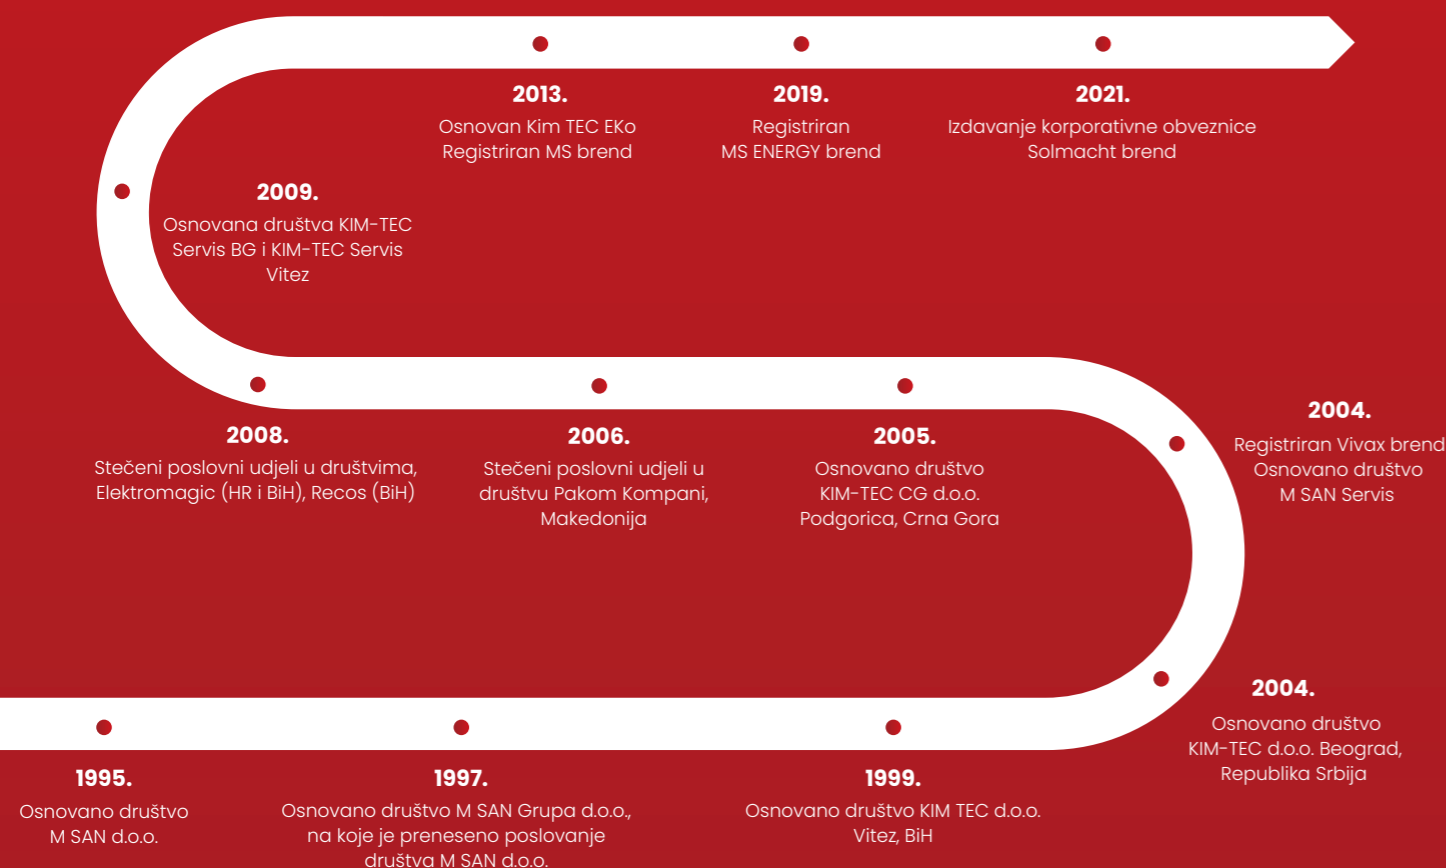 2013.
Osnovan Kim TEC EKo
Registriran MS brend
2019.
Registriran
MS ENERGY brend
2021.
Izdavanje korporativne obveznice
Solmacht brend
2009.
Osnovana društva KIM-TEC
Servis BG i KIM-TEC Servis
Vitez
2008.
Stečeni poslovni udjeli u društvima,
Elektromagic (HR i BiH), Recos (BiH)
2006.
Stečeni poslovni udjeli u
društvu Pakom Kompani,
Makedonija
2005.
Osnovano društvo
KIM-TEC CG d.o.o.
Podgorica, Crna Gora
2004.
Registriran Vivax brend
Osnovano društvo
M SAN Servis
2004.
Osnovano društvo
KIM-TEC d.o.o. Beograd,
Republika Srbija
1995.
Osnovano društvo
M SAN d.o.o.
1997.
Osnovano društvo M SAN Grupa d.o.o.,
na koje je preneseno poslovanje
društva M SAN d.o.o.
1999.
Osnovano društvo KIM TEC d.o.o.
Vitez, BiH